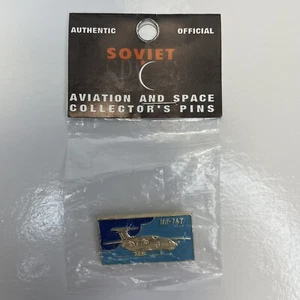 AUTHENTIC OFFICIAL
SOVIET
AVIATION AND SPACE
COLLECTOR'S PINS